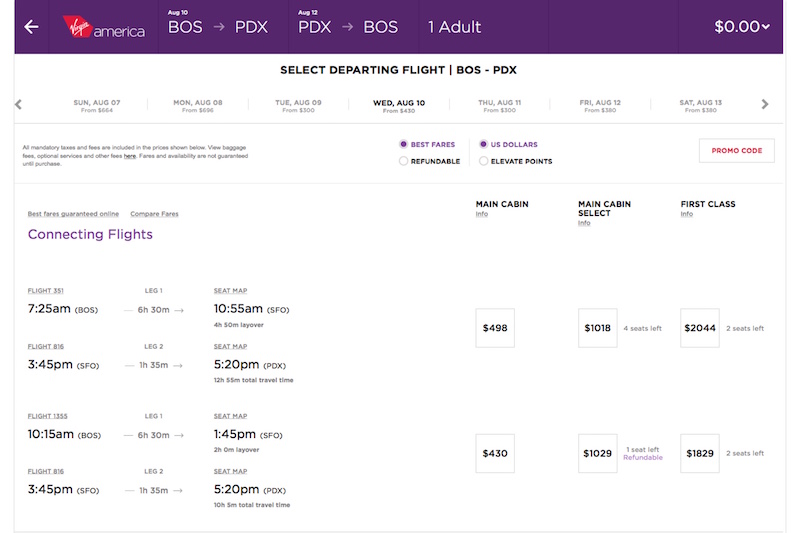 Virgin america
Aug 10
BOS → PDX
Aug 12
PDX → BOS
1 Adult
$0.00
SELECT DEPARTING FLIGHT | BOS - PDX
SUN, AUG 07
From $664
MON, AUG 08
From $696
TUE, AUG 09
From $300
WED, AUG 10
From $430
THU, AUG 11
From $300
FRI, AUG 12
From $380
SAT, AUG 13
From $380
All mandatory taxes and fees are included in the prices shown below. View baggage
fees, optional services and other fees here. Fares and availability are not guaranteed
until purchase.
BEST FARES
REFUNDABLE
US DOLLARS
ELEVATE POINTS
PROMO CODE
Best fares guaranteed online
Compare Fares
MAIN CABIN
Info
MAIN CABIN
SELECT
Info
FIRST CLASS
Info
Connecting Flights
FLIGHT 351
LEG 1
SEAT MAP
7:25am (BOS)
6h 30m →
10:55am (SFO)
4h 50m layover
FLIGHT 816
LEG 2
SEAT MAP
3:45pm (SFO)
1h 35m →
5:20pm (PDX)
12h 55m total travel time
$498
$1018
4 seats left
$2044
2 seats left
FLIGHT 1355
LEG 1
SEAT MAP
10:15am (BOS)
6h 30m →
1:45pm (SFO)
2h 0m layover
FLIGHT 816
LEG 2
SEAT MAP
3:45pm (SFO)
1h 35m →
5:20pm (PDX)
10h 5m total travel time
$430
$1029
1 seat left
Refundable
$1829
2 seats left